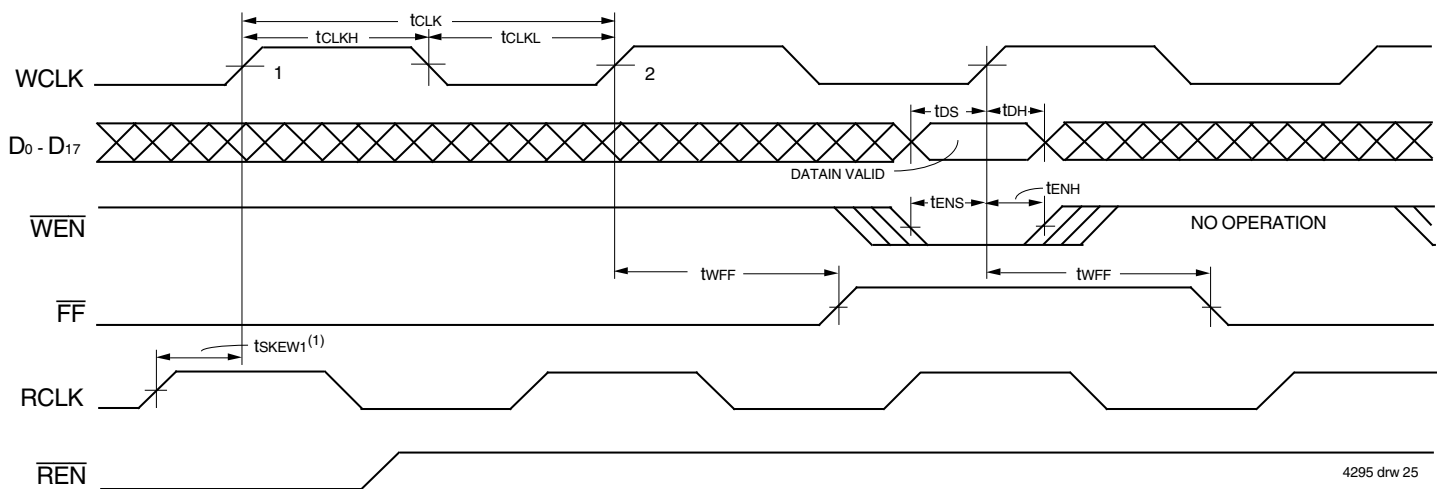 tCLK
tCLKH
tCLKL
WCLK
1
2
tDS
tDH
D0 - D17
DATAIN VALID
tENH
tENS
WEN
NO OPERATION
tWFF
tWFF
FF
tSKEW1(1)
RCLK
REN
4295 drw 25